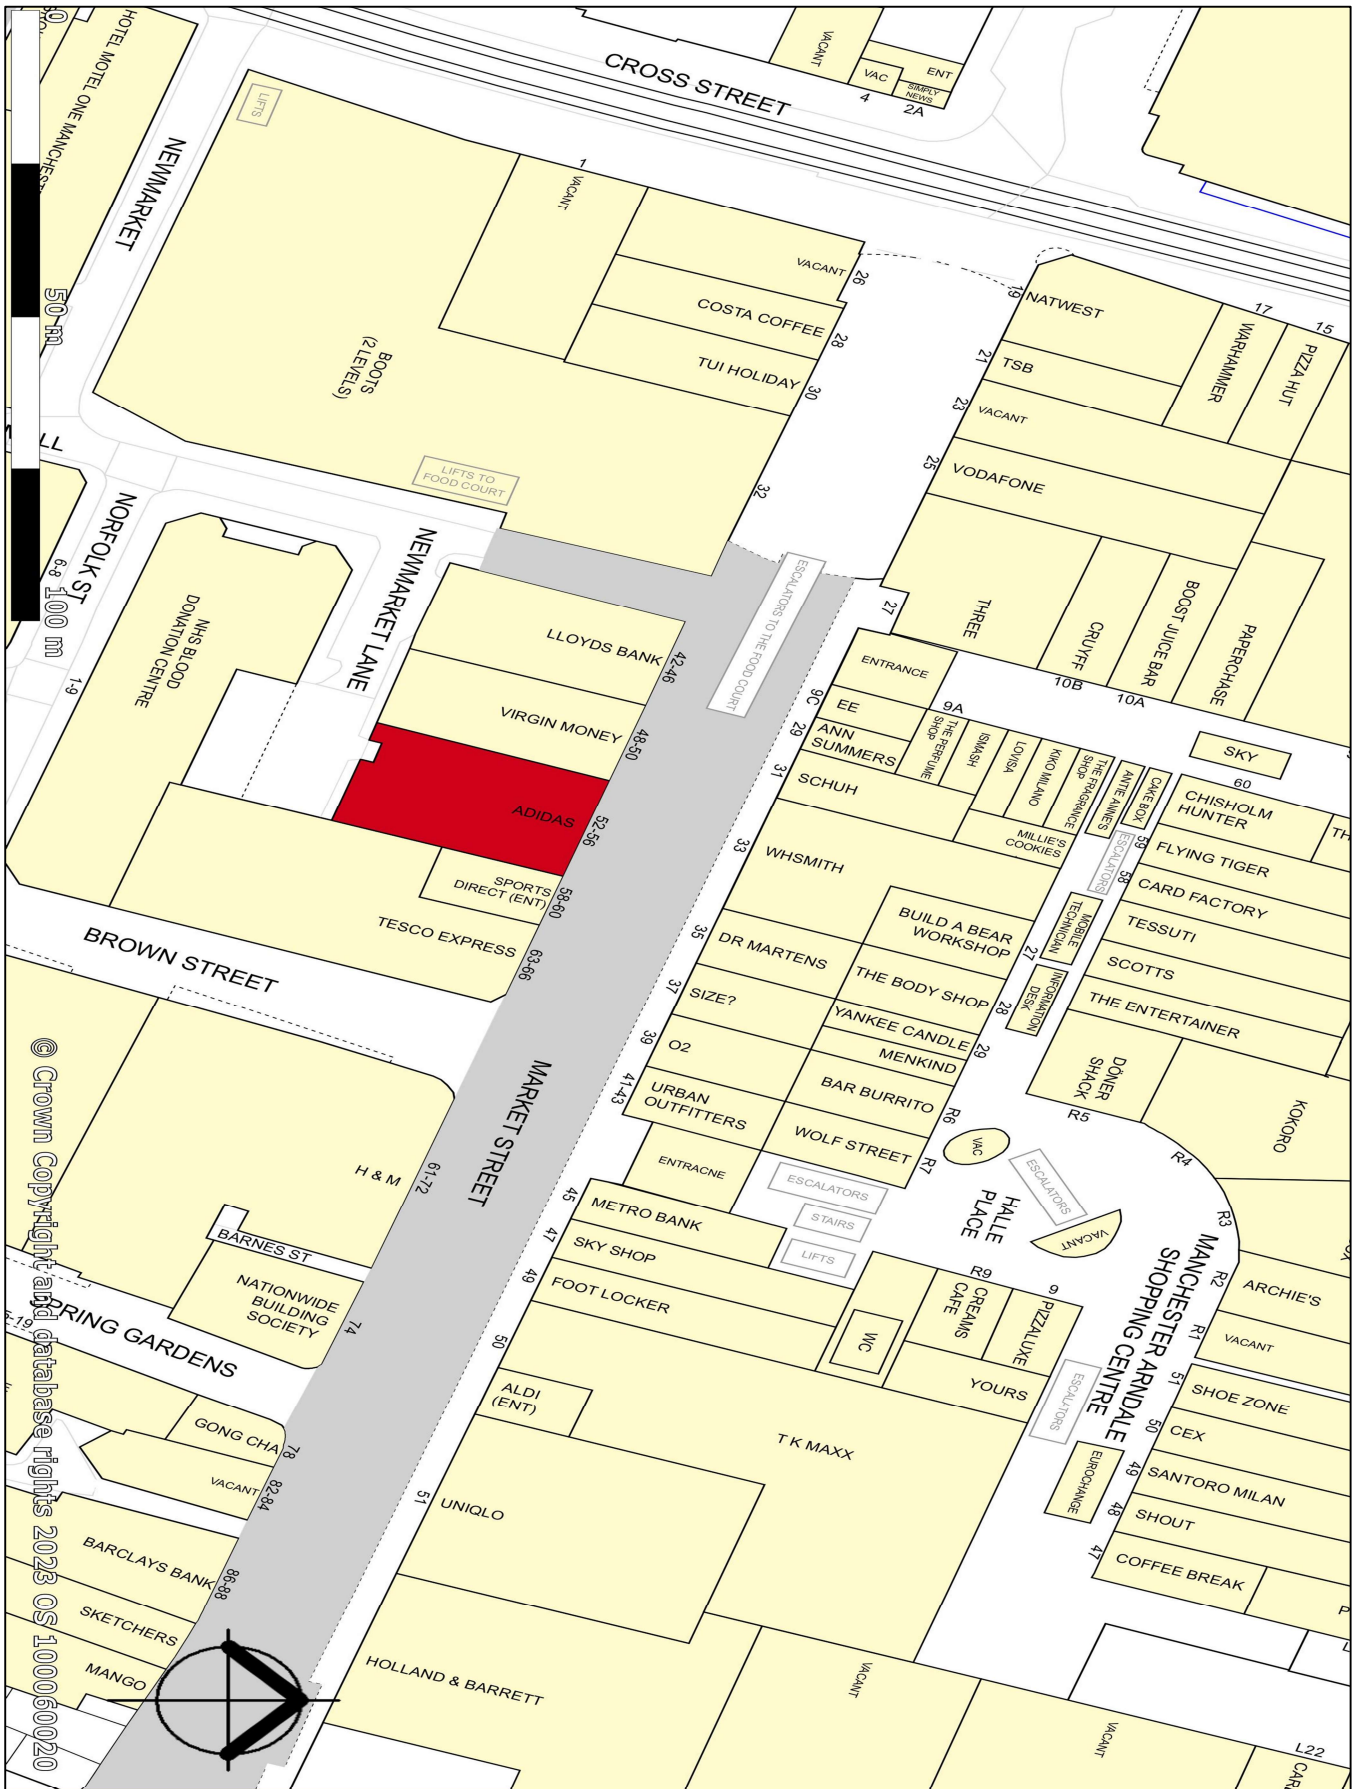 CROSS STREET
VACANT
VAC
4
ENT
SIMPLY
NEWS
2A
HOTEL MOTEL ONE MANCHEST
NEWMARKET
LIFTS
1
VACANT
VACANT
26
COSTA COFFEE
28
TUI HOLIDAY
30
32
BOOTS
(2 LEVELS)
LIFTS TO
FOOD COURT
19
NATWEST
21
TSB
23
VACANT
25
VODAFONE
17
WARHAMMER
15
PIZZA HUT
27
THREE
CRUYFF
10B
BOOST JUICE BAR
10A
PAPERCHASE
ESCALATORS TO THE FOOD COURT
NORFOLK ST
6-8
1-9
NEWMARKET LANE
NHS BLOOD
DONATION CENTRE
LLOYDS BANK
42-46
VIRGIN MONEY
48-50
ADIDAS
52-56
SPORTS
DIRECT (ENT)
58-60
TESCO EXPRESS
63-66
BROWN STREET
ENTRANCE
9C
EE
29
ANN
SUMMERS
31
SCHUH
33
WHSMITH
9A
THE PERFUME
SHOP
ISMASH
LOVISA
KIKO MILANO
THE FRAGRANCE
SHOP
ANTIE ANNES
CAKE BOX
MILLIE'S
COOKIES
SKY
60
CHISHOLM
HUNTER
TH
59
FLYING TIGER
ESCALATORS
58
CARD FACTORY
TESSUTI
SCOTTS
THE ENTERTAINER
MOBILE
TECHNICIAN
INFORMATION
DESK
BUILD A BEAR
WORKSHOP
27
35
DR MARTENS
THE BODY SHOP
28
37
SIZE?
YANKEE CANDLE
29
MENKIND
39
O2
BAR BURRITO
R6
41-43
URBAN
OUTFITTERS
WOLF STREET
R7
DÖNER
SHACK
R5
KOKORO
R4
R3
VAC
ESCALATORS
VACANT
HALLE
PLACE
ENTRACNE
ESCALATORS
STAIRS
LIFTS
MARKET STREET
H & M
61-72
BARNES ST
NATIONWIDE
BUILDING
SOCIETY
74
SPRING GARDENS
45
METRO BANK
47
SKY SHOP
49
FOOT LOCKER
50
ALDI
(ENT)
T K MAXX
51
UNIQLO
HOLLAND & BARRETT
WC
R9
CREAMS
CAFE
9
PIZZALUXE
YOURS
MANCHESTER ARNDALE
SHOPPING CENTRE
R2
ARCHIE'S
R1
VACANT
51
SHOE ZONE
50
CEX
49
SANTORO MILAN
48
SHOUT
47
COFFEE BREAK
ESCALATORS
EUROCHANGE
GONG CHA
78
VACANT
82-84
BARCLAYS BANK
86-88
SKETCHERS
MANGO
VACANT
VACANT
L22
CAR
0
50 m
100 m
© Crown Copyright and database rights 2023 OS 100060020